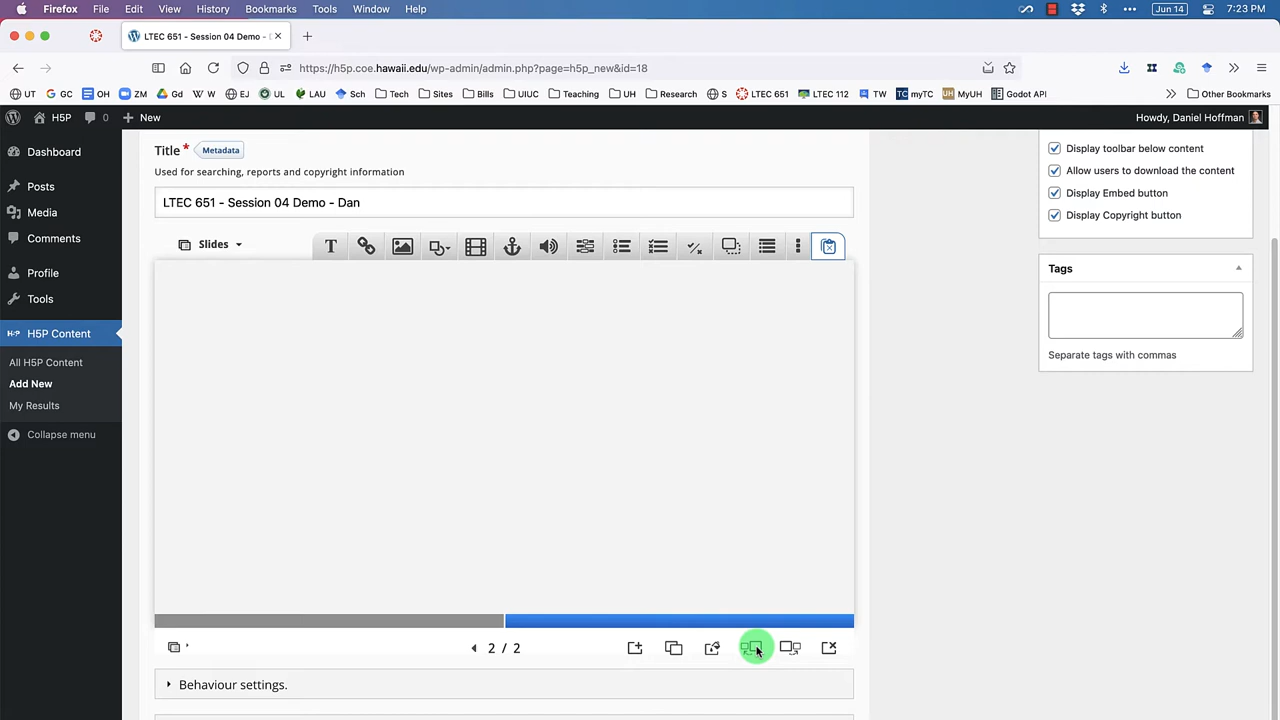 Firefox File Edit View History Bookmarks Tools Window Help Jun 14 7:23 PM
LTEC 651 - Session 04 Demo - D
https://h5p.coe.hawaii.edu/wp-admin/admin.php?page=h5p_new&id=18
UT GC OH ZM Gd W EJ UL LAU Sch Tech Sites Bills UIUC Teaching UH Research S LTEC 651 LTEC 112 TW myTC MyUH Godot API Other Bookmarks
H5P 0 New Howdy, Daniel Hoffman
Dashboard
Posts
Media
Comments
Profile
Tools
H5P Content
All H5P Content
Add New
My Results
Collapse menu
Title* Metadata
Used for searching, reports and copyright information
LTEC 651 - Session 04 Demo - Dan
Slides
2 / 2
Behaviour settings.
Display toolbar below content
Allow users to download the content
Display Embed button
Display Copyright button
Tags
Separate tags with commas